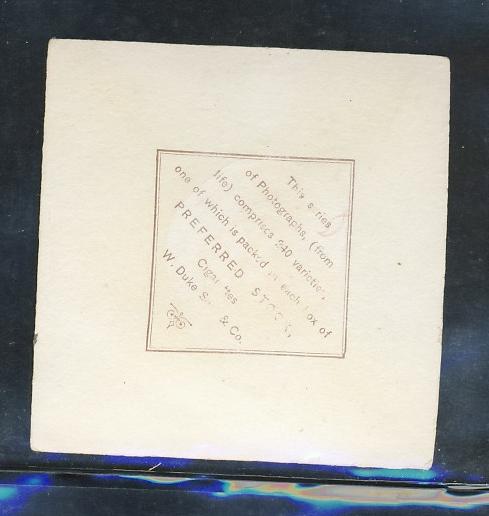 This series
of Photographs, (from
life) comprises 240 varieties,
one of which is packed in each box of
PREFERRED STOCK
Cigarettes
W. Duke Sons & Co.